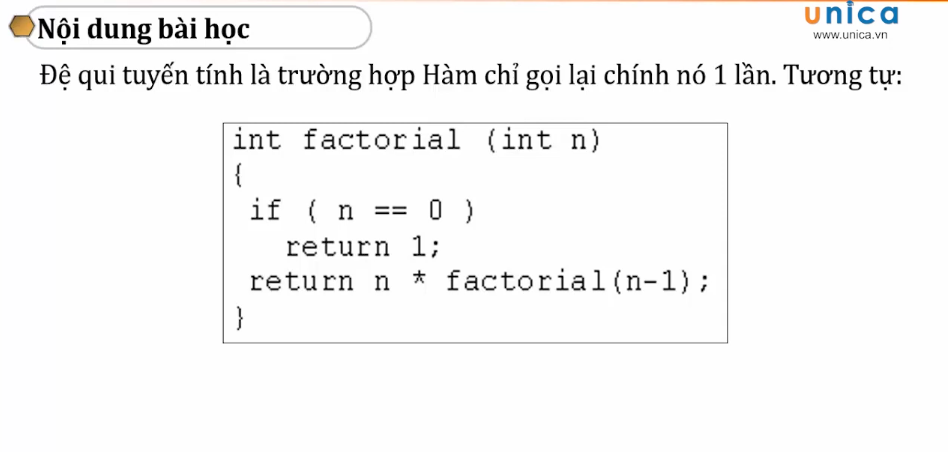 Nội dung bài học
unica
www.unica.vn
Đệ qui tuyến tính là trường hợp Hàm chỉ gọi lại chính nó 1 lần. Tương tự:
int factorial (int n)
{
if ( n == 0 )
return 1;
return n * factorial(n-1);
}